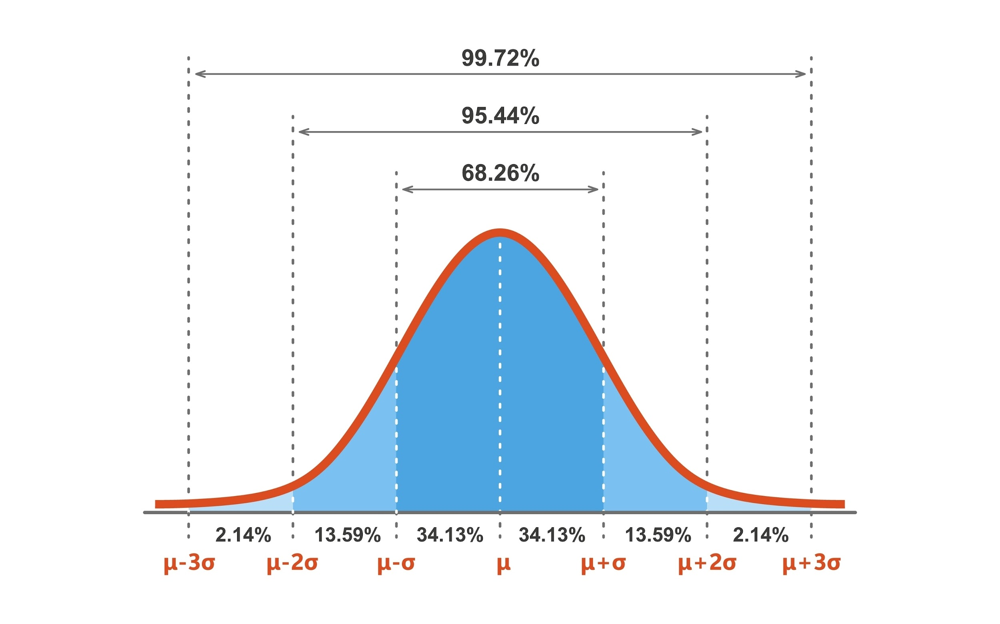 99.72%
95.44%
68.26%
2.14% 13.59% 34.13% 34.13% 13.59% 2.14%
μ-3σ μ-2σ μ-σ μ μ+σ μ+2σ μ+3σ